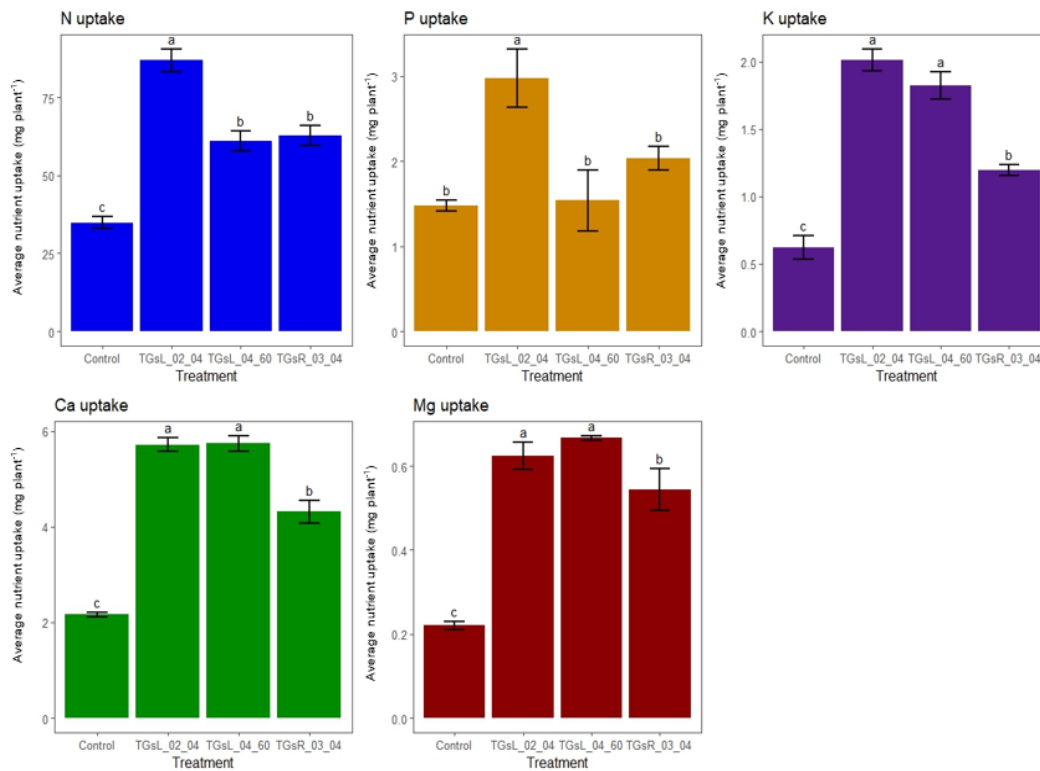 N uptake
Average nutrient uptake (mg plant⁻¹)
75
50
25
0
c
a
b
b
Control
TGsL_02_04
TGsL_04_60
TGsR_03_04
Treatment
P uptake
Average nutrient uptake (mg plant⁻¹)
3
2
1
0
b
a
b
b
Control
TGsL_02_04
TGsL_04_60
TGsR_03_04
Treatment
K uptake
Average nutrient uptake (mg plant⁻¹)
2.0
1.5
1.0
0.5
0.0
c
a
a
b
Control
TGsL_02_04
TGsL_04_60
TGsR_03_04
Treatment
Ca uptake
Average nutrient uptake (mg plant⁻¹)
6
4
2
0
c
a
a
b
Control
TGsL_02_04
TGsL_04_60
TGsR_03_04
Treatment
Mg uptake
Average nutrient uptake (mg plant⁻¹)
0.6
0.4
0.2
0.0
c
a
a
b
Control
TGsL_02_04
TGsL_04_60
TGsR_03_04
Treatment